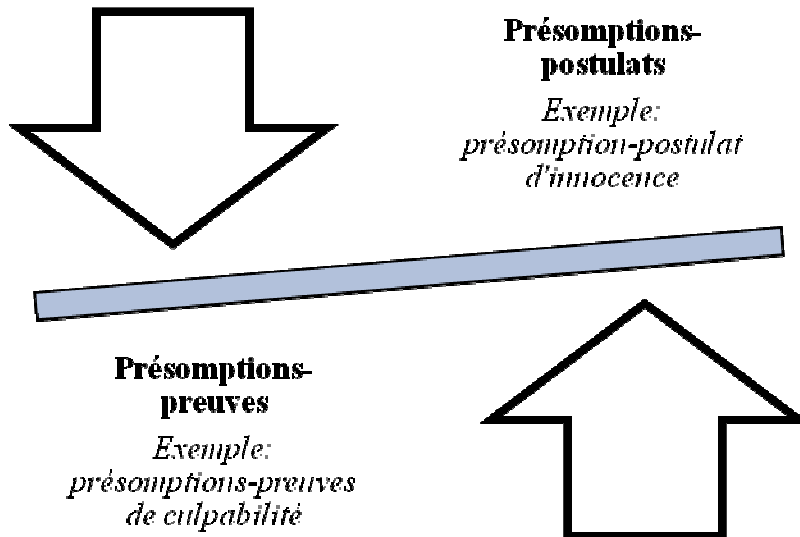 Présomptions-
postulats
Exemple:
présomption-postulat
d'innocence
Présomptions-
preuves
Exemple:
présomptions-preuves
de culpabilité